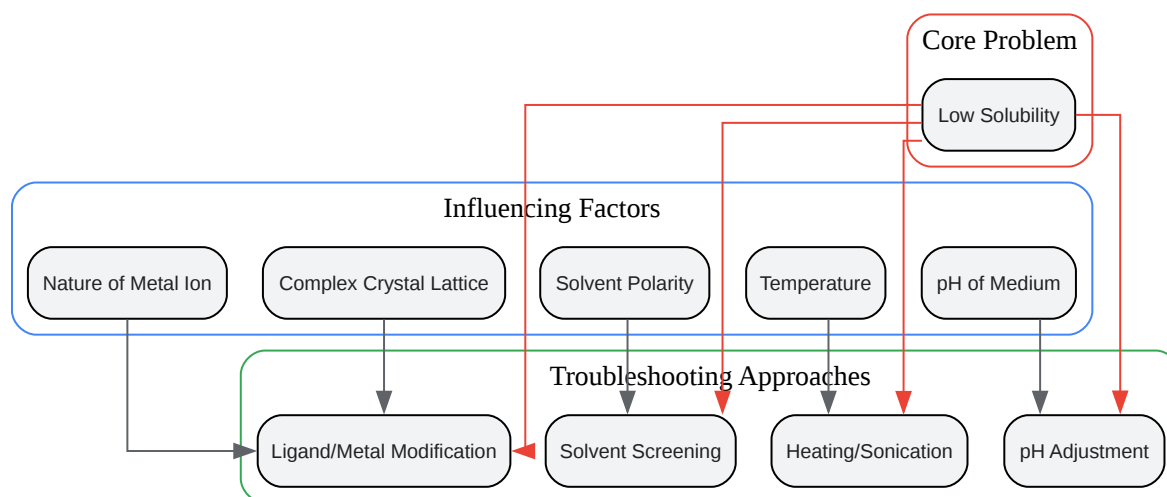 Core Problem
Low Solubility
Influencing Factors
Nature of Metal Ion
Complex Crystal Lattice
Solvent Polarity
Temperature
pH of Medium
Troubleshooting Approaches
Ligand/Metal Modification
Solvent Screening
Heating/Sonication
pH Adjustment